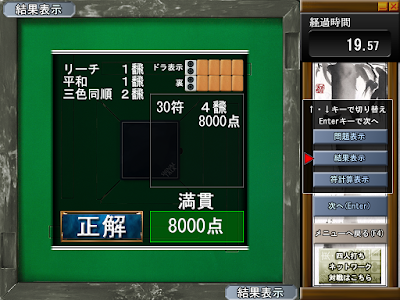 結果表示
経過時間
19.57
リーチ 1飜
平和 1飜
三色同順 2飜
ドラ表示
裏
30符 4飜
8000点
満貫
正解
8000点
↑・↓キーで切り替え
Enterキーで次へ
問題表示
結果表示
符計算表示
次へ(Enter)
メニューへ戻る(F4)
四人打ち
ネットワーク
対戦はこちら
結果表示